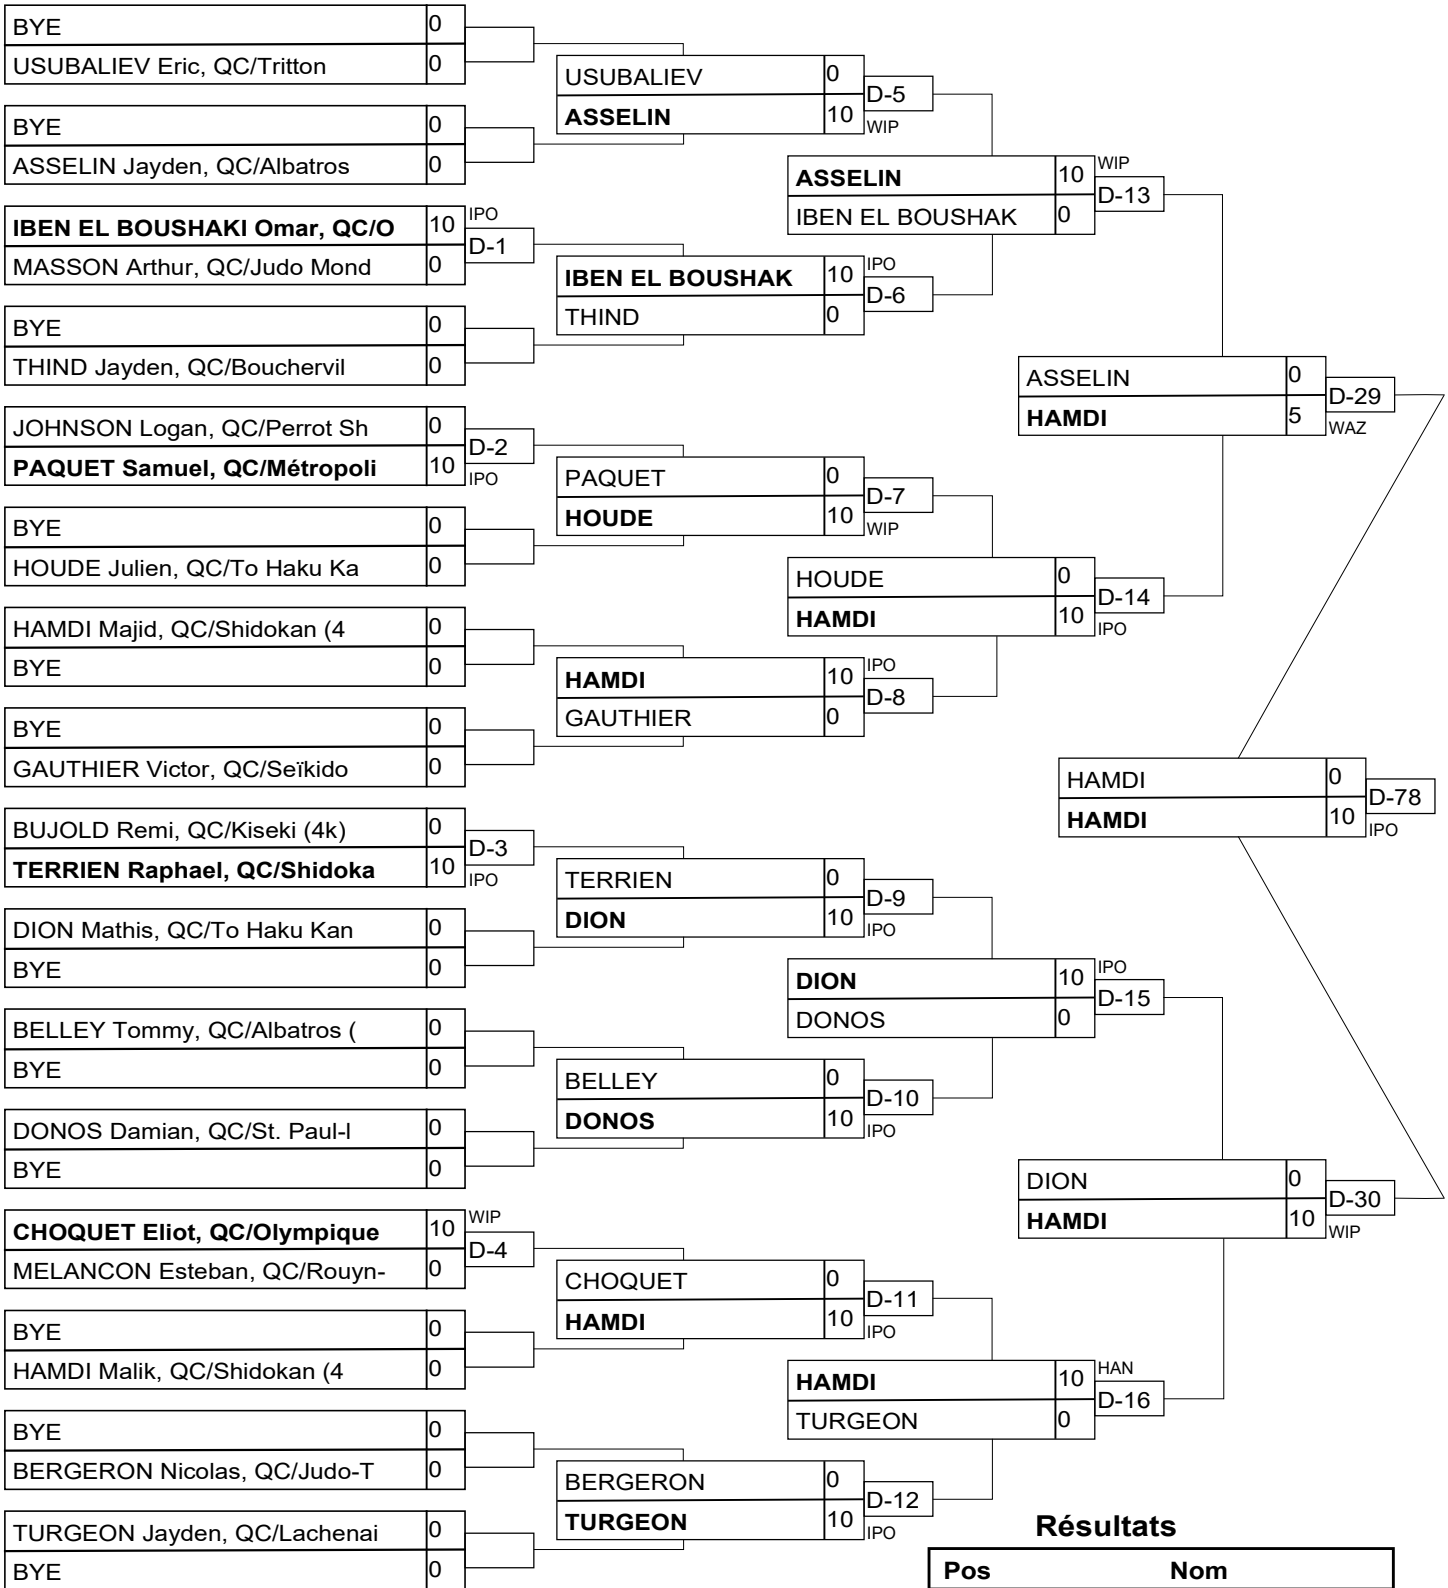 BYE 0
USUBALIEV Eric, QC/Tritton 0
BYE 0
ASSELIN Jayden, QC/Albatros 0
IBEN EL BOUSHAKI Omar, QC/O 10 IPO
D-1
MASSON Arthur, QC/Judo Mond 0
BYE 0
THIND Jayden, QC/Bouchervil 0
JOHNSON Logan, QC/Perrot Sh 0
D-2
PAQUET Samuel, QC/Métropoli 10 IPO
BYE 0
HOUDE Julien, QC/To Haku Ka 0
HAMDI Majid, QC/Shidokan (4 0
BYE 0
BYE 0
GAUTHIER Victor, QC/Seïkido 0
BUJOLD Remi, QC/Kiseki (4k) 0
D-3
TERRIEN Raphael, QC/Shidoka 10 IPO
DION Mathis, QC/To Haku Kan 0
BYE 0
BELLEY Tommy, QC/Albatros ( 0
BYE 0
DONOS Damian, QC/St. Paul-l 0
BYE 0
CHOQUET Eliot, QC/Olympique 10 WIP
D-4
MELANCON Esteban, QC/Rouyn- 0
BYE 0
HAMDI Malik, QC/Shidokan (4 0
BYE 0
BERGERON Nicolas, QC/Judo-T 0
TURGEON Jayden, QC/Lachenai 0
BYE 0
USUBALIEV 0
D-5
ASSELIN 10 WIP
IBEN EL BOUSHAK 10 IPO
D-6
THIND 0
PAQUET 0
D-7
HOUDE 10 WIP
HAMDI 10 IPO
D-8
GAUTHIER 0
TERRIEN 0
D-9
DION 10 IPO
BELLEY 0
D-10
DONOS 10 IPO
CHOQUET 0
D-11
HAMDI 10 IPO
BERGERON 0
D-12
TURGEON 10 IPO
ASSELIN 10 WIP
D-13
IBEN EL BOUSHAK 0
HOUDE 0
D-14
HAMDI 10 IPO
DION 10 IPO
D-15
DONOS 0
HAMDI 10 HAN
D-16
TURGEON 0
ASSELIN 0
D-29
HAMDI 5 WAZ
DION 0
D-30
HAMDI 10 WIP
HAMDI 0
D-78
HAMDI 10 IPO
Résultats
Pos Nom